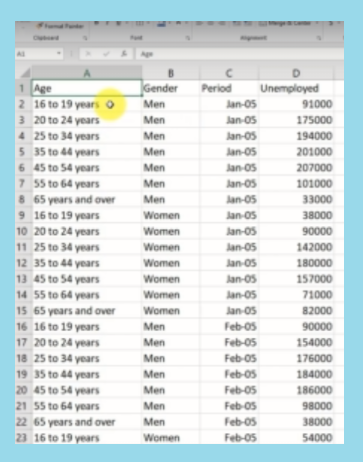 Format Painter
Merge & Center
Clipboard Font Alignment
A1 Age
A B C D
1 Age Gender Period Unemployed
2 16 to 19 years Men Jan-05 91000
3 20 to 24 years Men Jan-05 175000
4 25 to 34 years Men Jan-05 194000
5 35 to 44 years Men Jan-05 201000
6 45 to 54 years Men Jan-05 207000
7 55 to 64 years Men Jan-05 101000
8 65 years and over Men Jan-05 33000
9 16 to 19 years Women Jan-05 38000
10 20 to 24 years Women Jan-05 90000
11 25 to 34 years Women Jan-05 142000
12 35 to 44 years Women Jan-05 180000
13 45 to 54 years Women Jan-05 157000
14 55 to 64 years Women Jan-05 71000
15 65 years and over Women Jan-05 82000
16 16 to 19 years Men Feb-05 90000
17 20 to 24 years Men Feb-05 154000
18 25 to 34 years Men Feb-05 176000
19 35 to 44 years Men Feb-05 184000
20 45 to 54 years Men Feb-05 186000
21 55 to 64 years Men Feb-05 98000
22 65 years and over Men Feb-05 38000
23 16 to 19 years Women Feb-05 54000